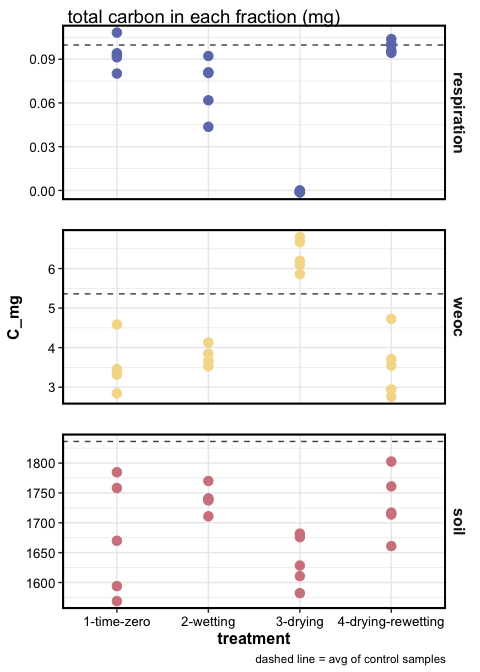 total carbon in each fraction (mg)
0.09
0.06
0.03
0.00
respiration
6
5
4
3
weoc
C_mg
1800
1750
1700
1650
1600
soil
1-time-zero 2-wetting 3-drying 4-drying-rewetting
treatment
dashed line = avg of control samples